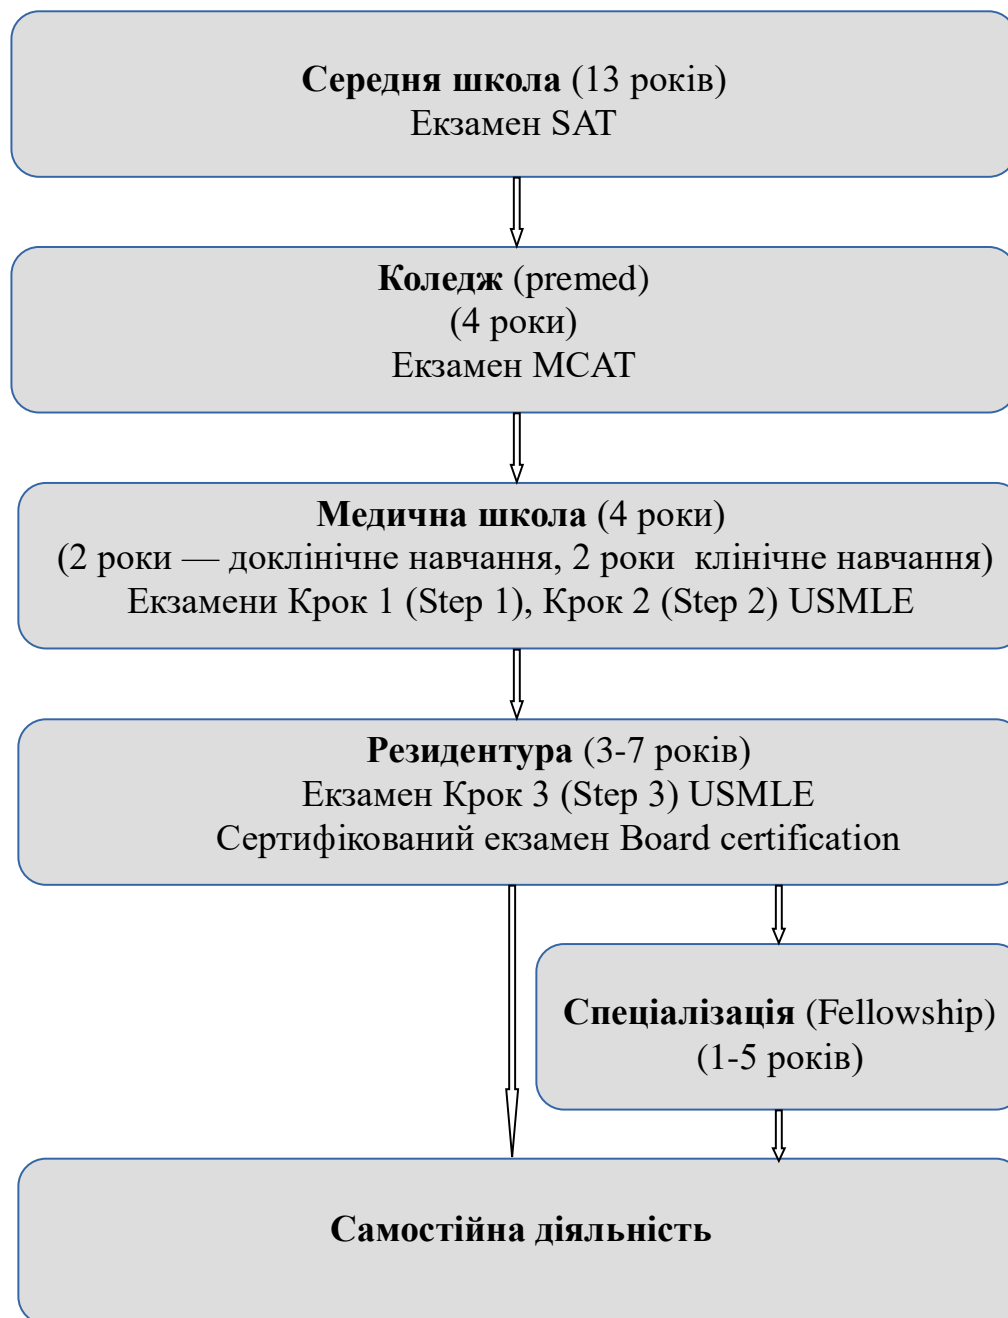 Середня школа (13 років)
Екзамен SAT
Коледж (premed)
(4 роки)
Екзамен MCAT
Медична школа (4 роки)
(2 роки — доклінічне навчання, 2 роки клінічне навчання)
Екзамени Крок 1 (Step 1), Крок 2 (Step 2) USMLE
Резидентура (3-7 років)
Екзамен Крок 3 (Step 3) USMLE
Сертифікований екзамен Board certification
Спеціалізація (Fellowship)
(1-5 років)
Самостійна діяльність